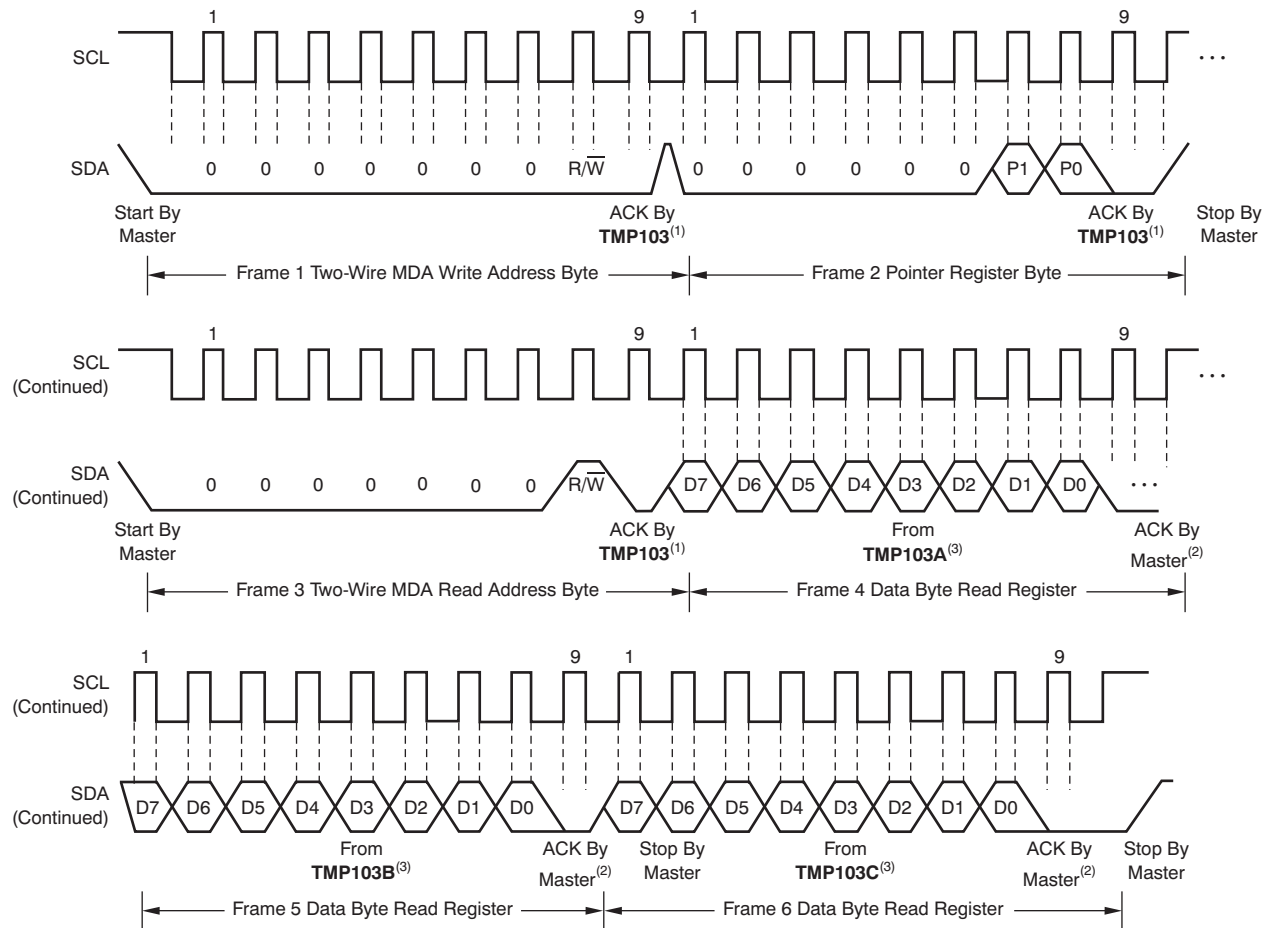 1 9 1 9
SCL ...
SDA 0 0 0 0 0 0 0 R/W̅ 0 0 0 0 0 0 P1 P0
Start By Master ACK By TMP103(1) ACK By TMP103(1) Stop By Master
Frame 1 Two-Wire MDA Write Address Byte Frame 2 Pointer Register Byte
1 9 1 9
SCL (Continued) ...
SDA (Continued) 0 0 0 0 0 0 0 R/W̅ D7 D6 D5 D4 D3 D2 D1 D0 ...
Start By Master ACK By TMP103(1) From TMP103A(3) ACK By Master(2)
Frame 3 Two-Wire MDA Read Address Byte Frame 4 Data Byte Read Register
1 9 1 9
SCL (Continued)
SDA (Continued) D7 D6 D5 D4 D3 D2 D1 D0 D7 D6 D5 D4 D3 D2 D1 D0
From TMP103B(3) ACK By Master(2) Stop By Master From TMP103C(3) ACK By Master(2) Stop By Master
Frame 5 Data Byte Read Register Frame 6 Data Byte Read Register